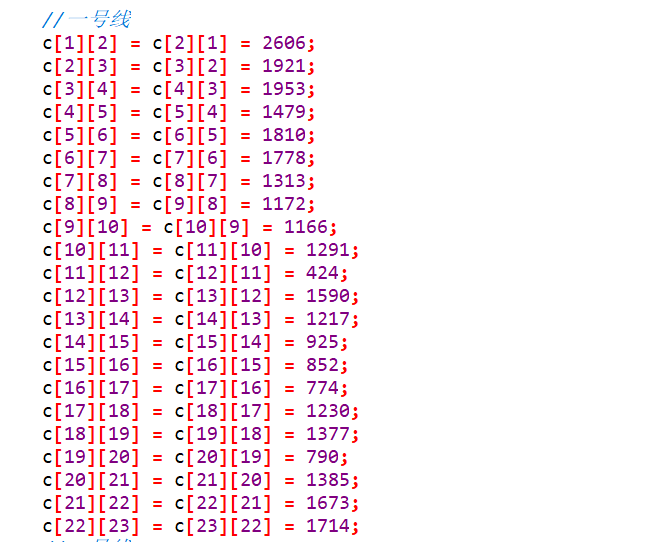 //一号线
c[1][2] = c[2][1] = 2606;
c[2][3] = c[3][2] = 1921;
c[3][4] = c[4][3] = 1953;
c[4][5] = c[5][4] = 1479;
c[5][6] = c[6][5] = 1810;
c[6][7] = c[7][6] = 1778;
c[7][8] = c[8][7] = 1313;
c[8][9] = c[9][8] = 1172;
c[9][10] = c[10][9] = 1166;
c[10][11] = c[11][10] = 1291;
c[11][12] = c[12][11] = 424;
c[12][13] = c[13][12] = 1590;
c[13][14] = c[14][13] = 1217;
c[14][15] = c[15][14] = 925;
c[15][16] = c[16][15] = 852;
c[16][17] = c[17][16] = 774;
c[17][18] = c[18][17] = 1230;
c[18][19] = c[19][18] = 1377;
c[19][20] = c[20][19] = 790;
c[20][21] = c[21][20] = 1385;
c[21][22] = c[22][21] = 1673;
c[22][23] = c[23][22] = 1714;